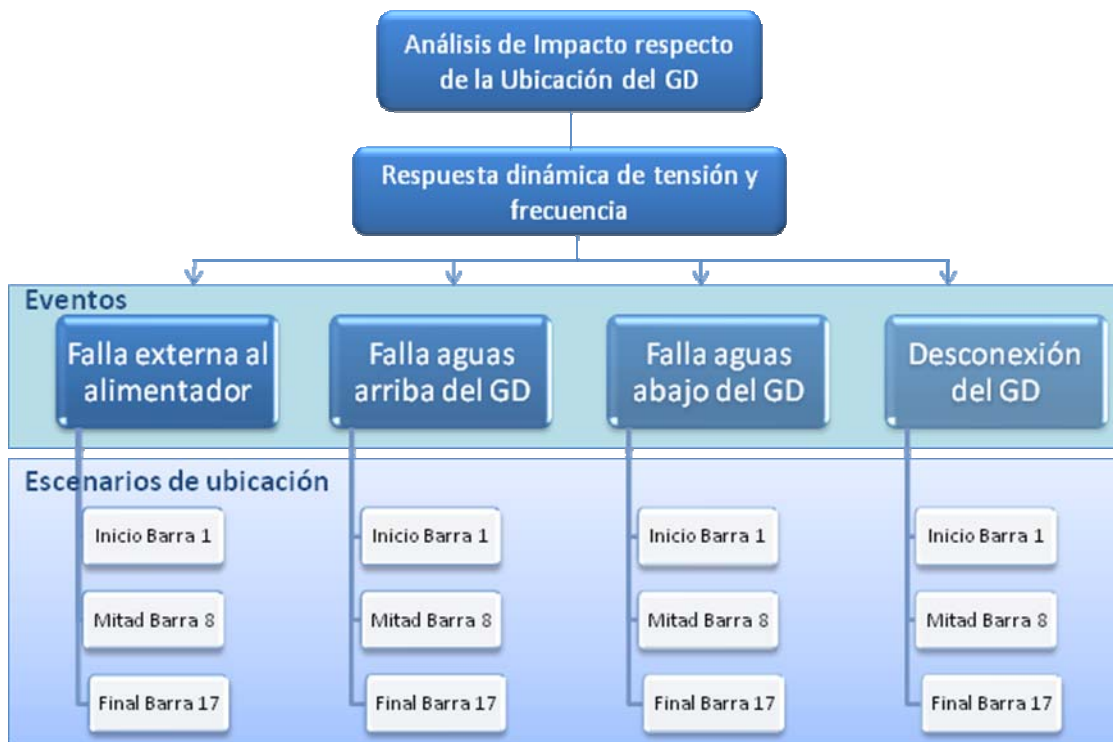 Análisis de Impacto respecto
de la Ubicación del GD
Respuesta dinámica de tensión y
frecuencia
Eventos
Falla externa al
alimentador
Falla aguas
arriba del GD
Falla aguas
abajo del GD
Desconexión
del GD
Escenarios de ubicación
Inicio Barra 1
Mitad Barra 8
Final Barra 17
Inicio Barra 1
Mitad Barra 8
Final Barra 17
Inicio Barra 1
Mitad Barra 8
Final Barra 17
Inicio Barra 1
Mitad Barra 8
Final Barra 17